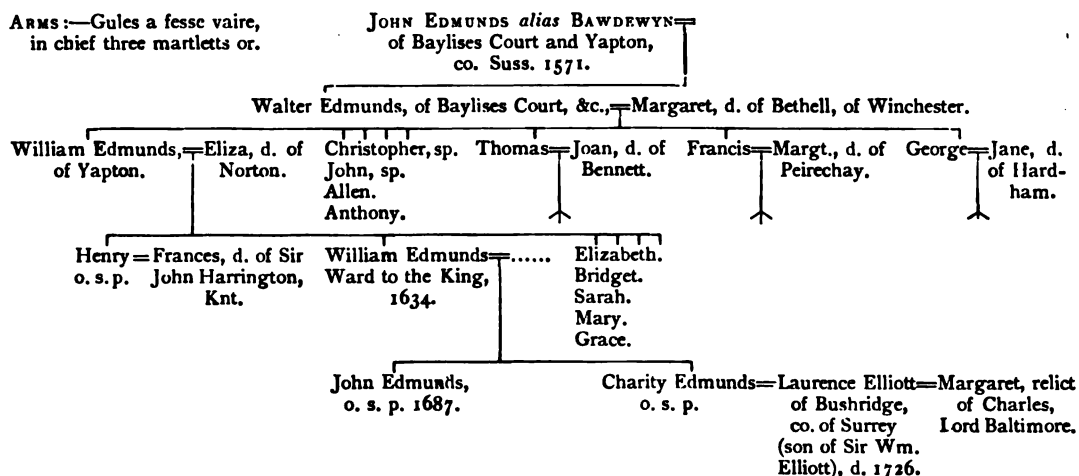 ARMS:—Gules a fesse vaire,
in chief three martletts or.
JOHN EDMUNDS alias BAWDEWYN=
of Baylises Court and Yapton,
co. Suss. 1571.
Walter Edmunds, of Baylises Court, &c.,=Margaret, d. of Bethell, of Winchester.
William Edmunds,=Eliza, d. of
of Yapton. Norton.
Christopher, sp.
John, sp.
Allen.
Anthony.
Thomas=Joan, d. of
Bennett.
Francis=Margt., d. of
Peirechay.
George=Jane, d.
of Hard-
ham.
Henry=Frances, d. of Sir
o. s. p. John Harrington,
Knt.
William Edmunds=......
Ward to the King,
1634.
Elizabeth.
Bridget.
Sarah.
Mary.
Grace.
John Edmunds,
o. s. p. 1687.
Charity Edmunds=Laurence Elliott=Margaret, relict
o. s. p. of Bushridge, of Charles,
co. of Surrey Lord Baltimore.
(son of Sir Wm.
Elliott), d. 1726.